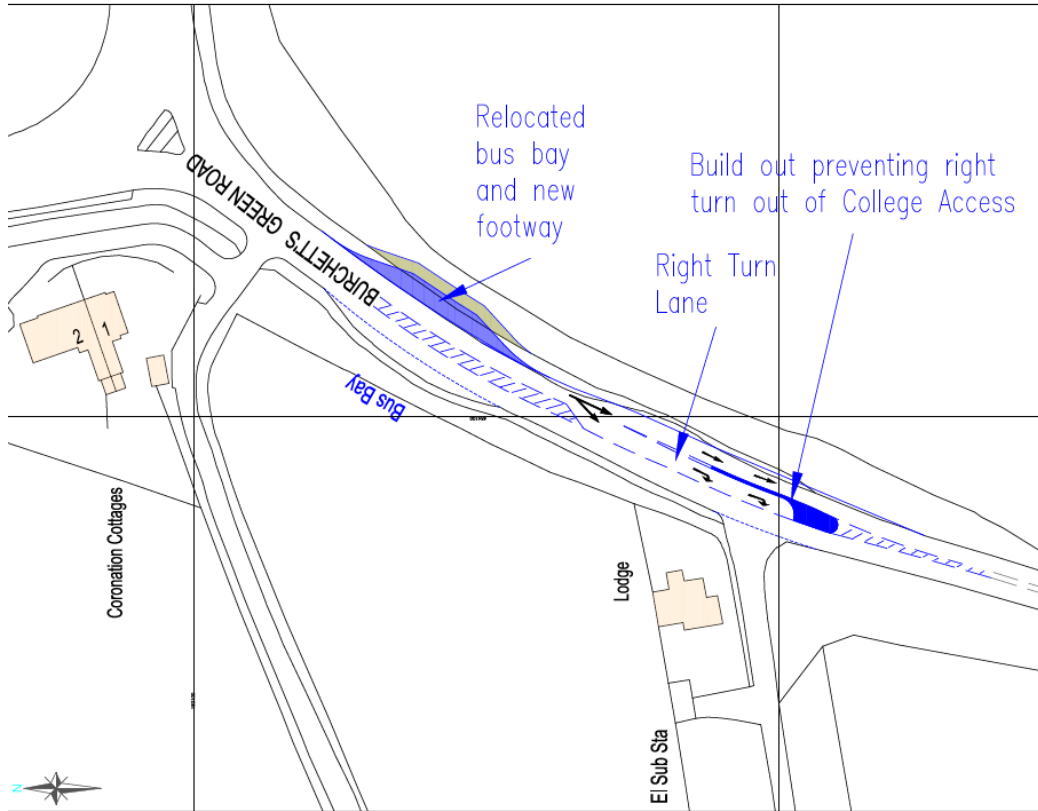 Relocated
bus bay
and new
footway
Build out preventing right
turn out of College Access
Right Turn
Lane
BURCHETT'S GREEN ROAD
Bus Bay
2
1
Coronation Cottages
Lodge
El Sub Sta
N